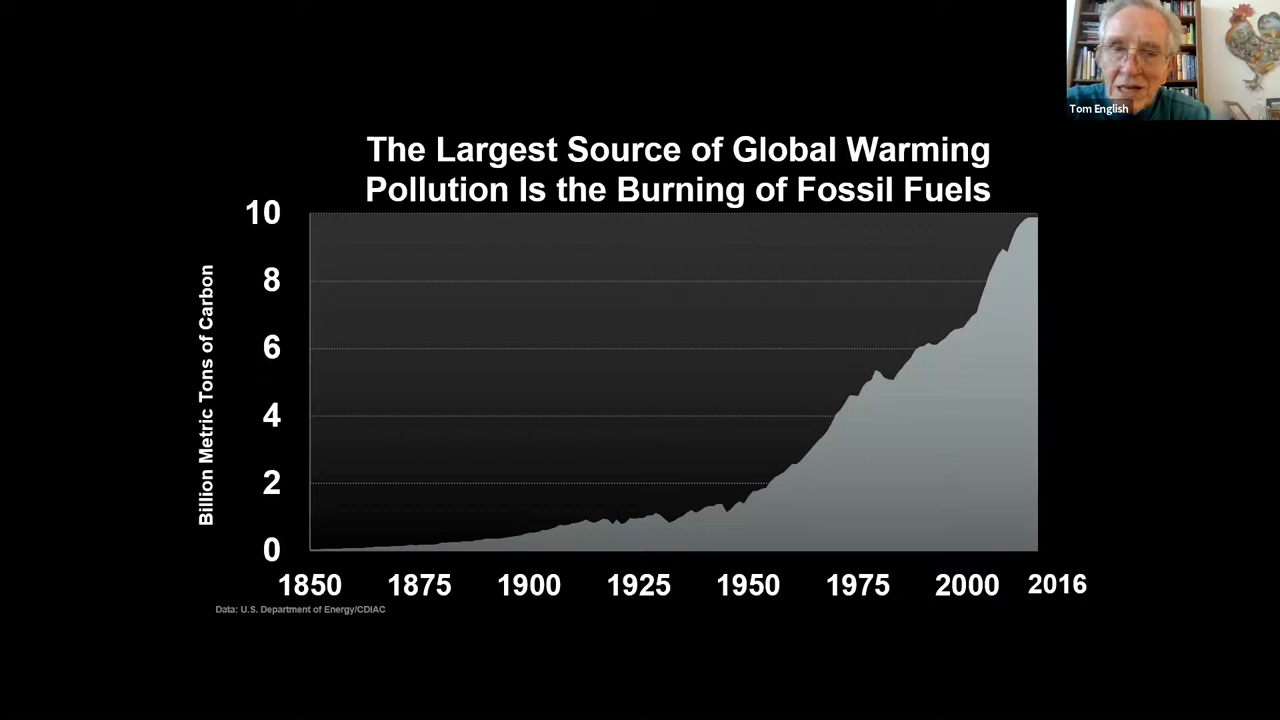 Tom English
The Largest Source of Global Warming
Pollution Is the Burning of Fossil Fuels
Billion Metric Tons of Carbon
10
8
6
4
2
0
1850 1875 1900 1925 1950 1975 2000 2016
Data: U.S. Department of Energy/CDIAC